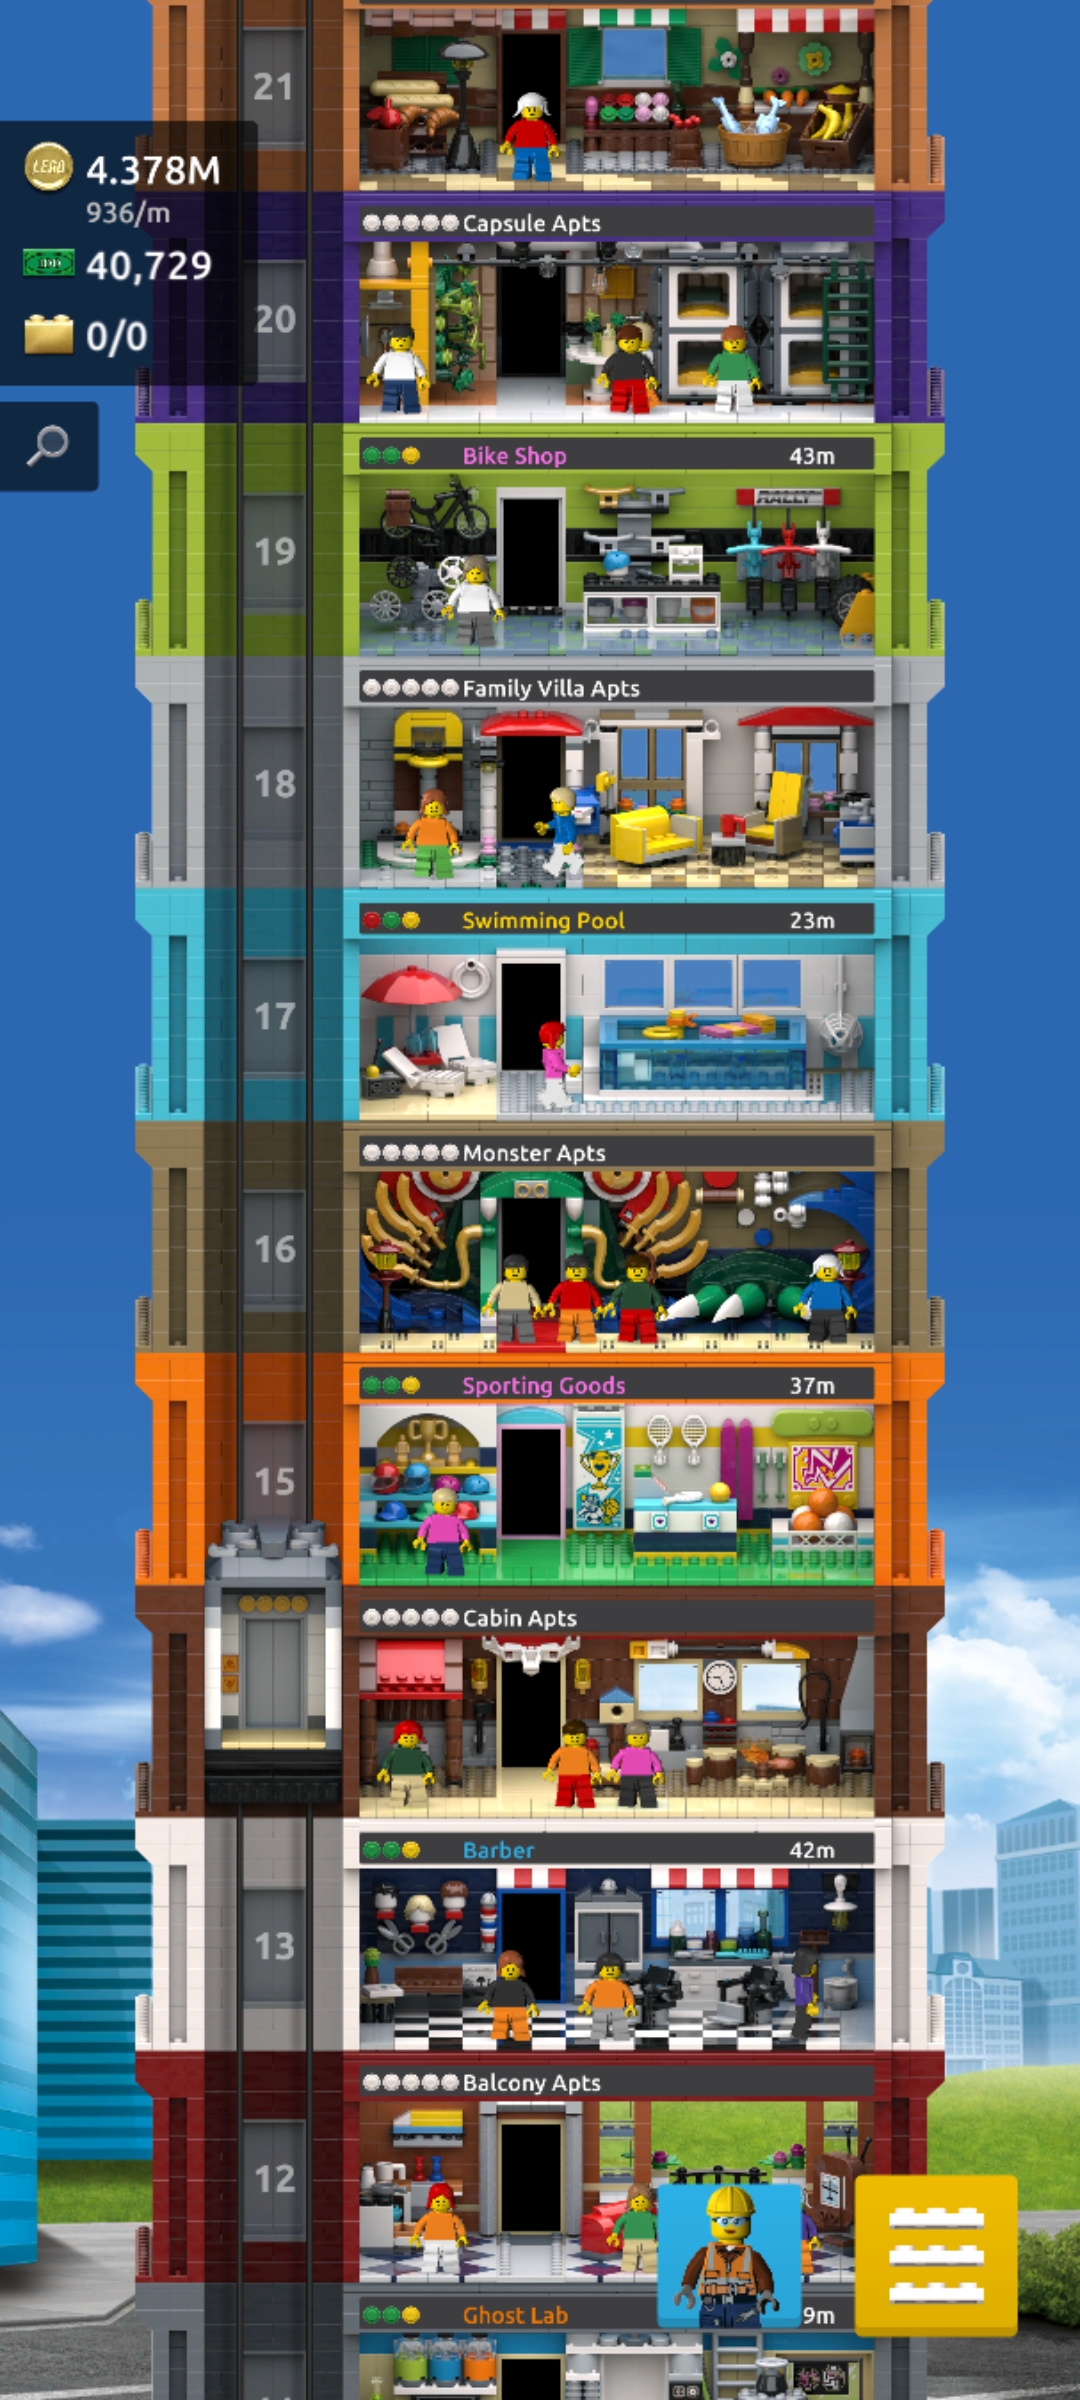 21
LEGO
4.378M
936/m
40,729
0/0
Capsule Apts
20
Bike Shop 43m
RALLY
19
Family Villa Apts
18
Swimming Pool 23m
17
Monster Apts
16
Sporting Goods 37m
15
Cabin Apts
Barber 42m
13
Balcony Apts
12
Ghost Lab 9m